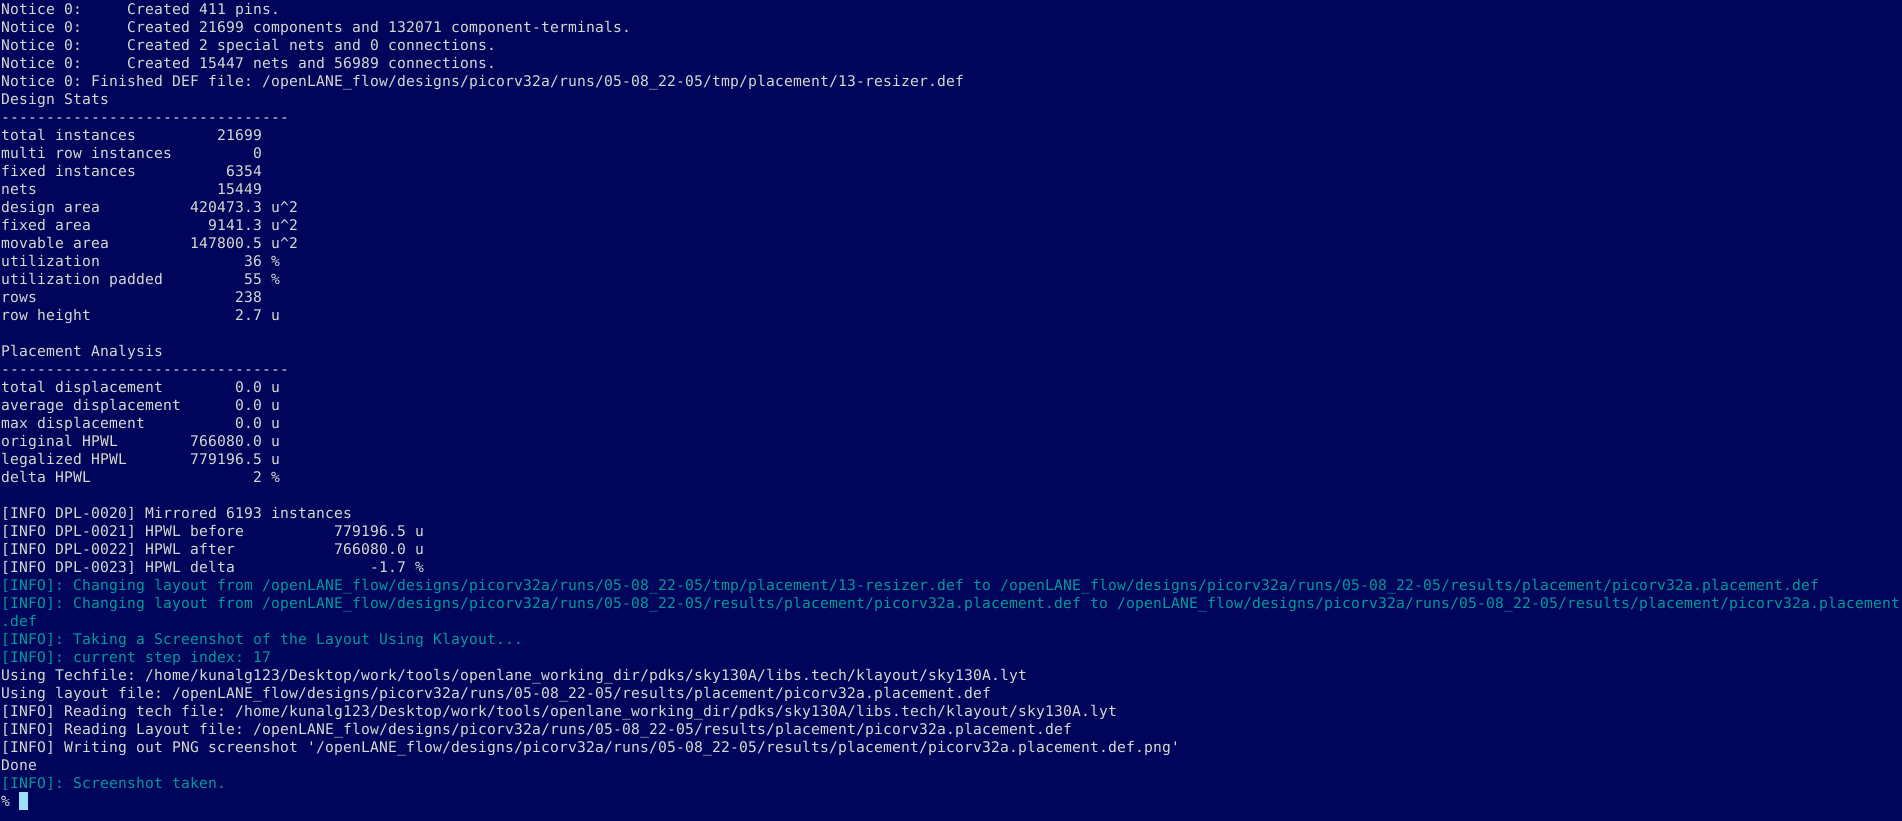 Notice 0:     Created 411 pins.
Notice 0:     Created 21699 components and 132071 component-terminals.
Notice 0:     Created 2 special nets and 0 connections.
Notice 0:     Created 15447 nets and 56989 connections.
Notice 0: Finished DEF file: /openLANE_flow/designs/picorv32a/runs/05-08_22-05/tmp/placement/13-resizer.def
Design Stats
--------------------------------
total instances         21699
multi row instances         0
fixed instances          6354
nets                    15449
design area          420473.3 u^2
fixed area             9141.3 u^2
movable area         147800.5 u^2
utilization                36 %
utilization padded         55 %
rows                      238
row height                2.7 u

Placement Analysis
--------------------------------
total displacement        0.0 u
average displacement      0.0 u
max displacement          0.0 u
original HPWL        766080.0 u
legalized HPWL       779196.5 u
delta HPWL                  2 %

[INFO DPL-0020] Mirrored 6193 instances
[INFO DPL-0021] HPWL before          779196.5 u
[INFO DPL-0022] HPWL after           766080.0 u
[INFO DPL-0023] HPWL delta               -1.7 %
[INFO]: Changing layout from /openLANE_flow/designs/picorv32a/runs/05-08_22-05/tmp/placement/13-resizer.def to /openLANE_flow/designs/picorv32a/runs/05-08_22-05/results/placement/picorv32a.placement.def
[INFO]: Changing layout from /openLANE_flow/designs/picorv32a/runs/05-08_22-05/results/placement/picorv32a.placement.def to /openLANE_flow/designs/picorv32a/runs/05-08_22-05/results/placement/picorv32a.placement
.def
[INFO]: Taking a Screenshot of the Layout Using Klayout...
[INFO]: current step index: 17
Using Techfile: /home/kunalg123/Desktop/work/tools/openlane_working_dir/pdks/sky130A/libs.tech/klayout/sky130A.lyt
Using layout file: /openLANE_flow/designs/picorv32a/runs/05-08_22-05/results/placement/picorv32a.placement.def
[INFO] Reading tech file: /home/kunalg123/Desktop/work/tools/openlane_working_dir/pdks/sky130A/libs.tech/klayout/sky130A.lyt
[INFO] Reading Layout file: /openLANE_flow/designs/picorv32a/runs/05-08_22-05/results/placement/picorv32a.placement.def
[INFO] Writing out PNG screenshot '/openLANE_flow/designs/picorv32a/runs/05-08_22-05/results/placement/picorv32a.placement.def.png'
Done
[INFO]: Screenshot taken.
%